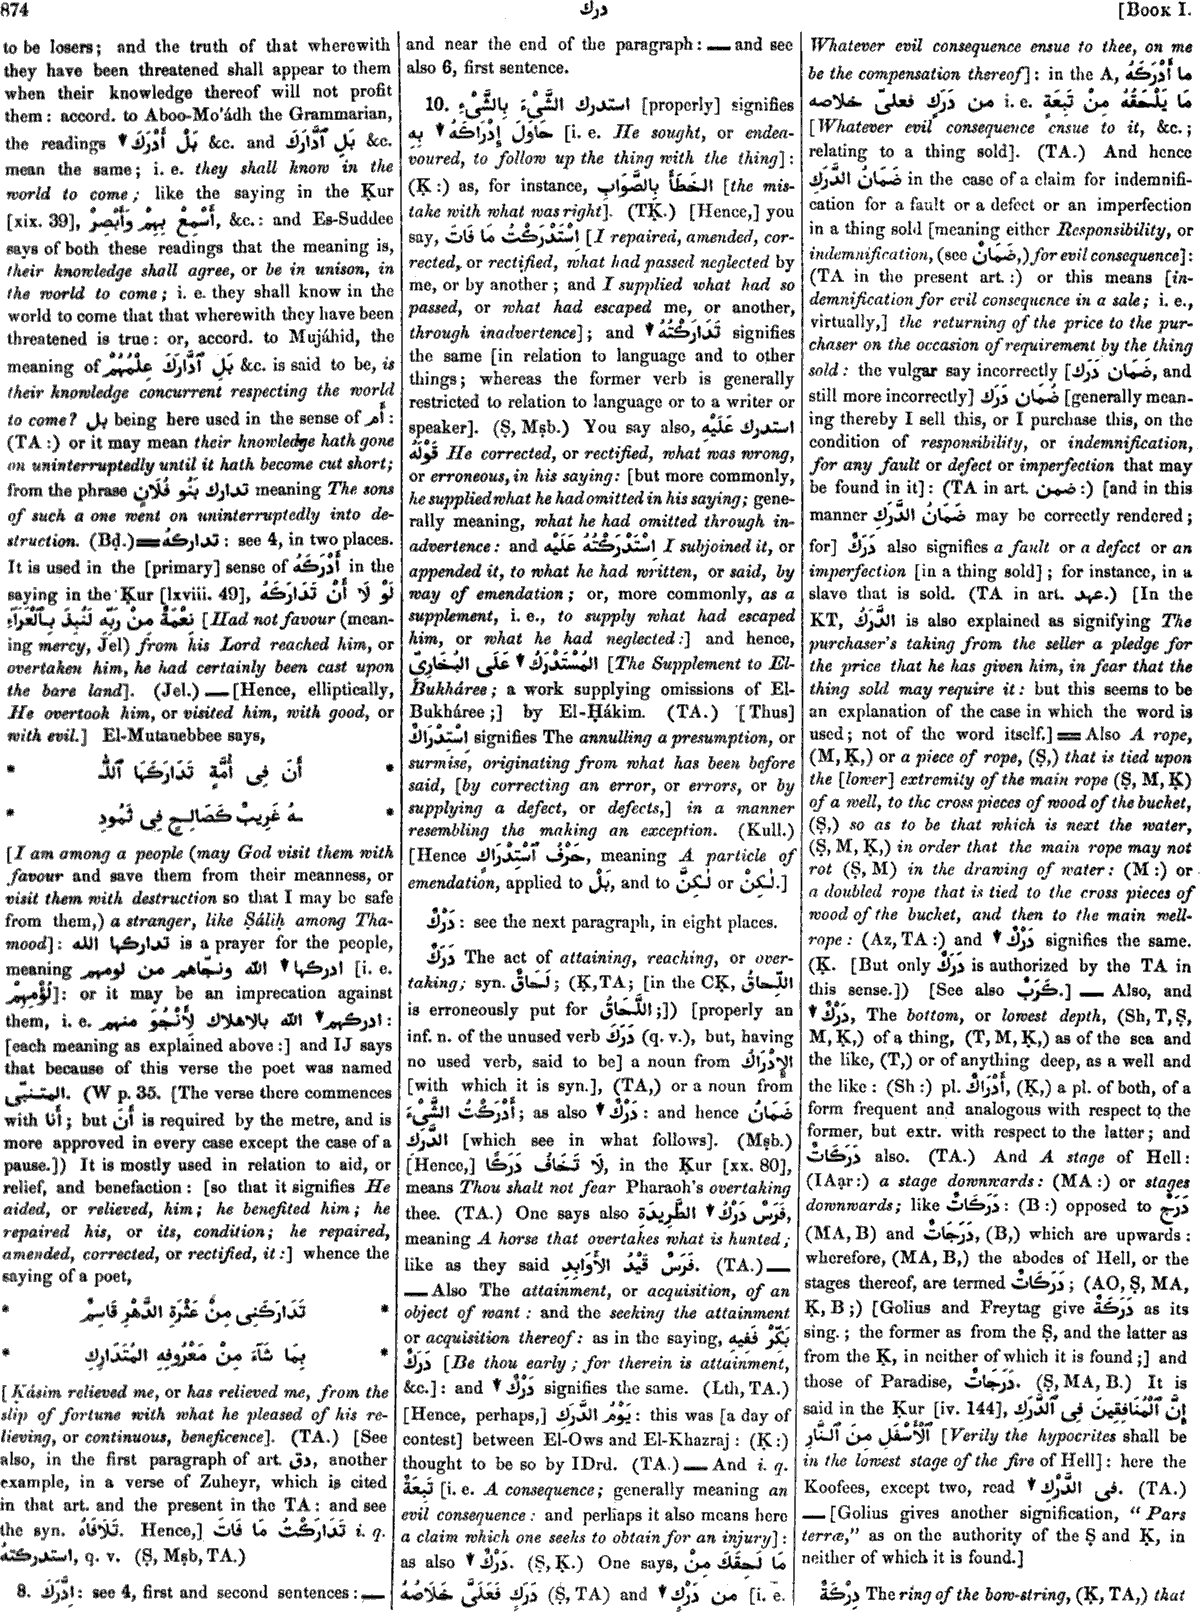 874
درك
[BOOK I.
to be losers; and the truth of that wherewith
they have been threatened shall appear to them
when their knowledge thereof will not profit
them: accord. to Aboo-Mo'ádh the Grammarian,
the readings بَلْ أَدْرَكَ ▼ &c. and بَلِ ٱدَّارَكَ &c.
mean the same; i. e. they shall know in the
world to come; like the saying in the Ḳur
[xix. 39], أَسْمِعْ بِهِمْ وَأَبْصِرْ, &c.: and Es-Suddee
says of both these readings that the meaning is,
their knowledge shall agree, or be in unison, in
the world to come; i. e. they shall know in the
world to come that that wherewith they have been
threatened is true: or, accord. to Mujáhid, the
meaning of بَلِ ٱدَّارَكَ عِلْمُهُمْ &c. is said to be, is
their knowledge concurrent respecting the world
to come? بل being here used in the sense of أَم:
(TA:) or it may mean their knowledge hath gone
on uninterruptedly until it hath become cut short;
from the phrase تدارك بَنُو فُلَانٍ meaning The sons
of such a one went on uninterruptedly into de-
struction. (Bḍ.)═تداركهُ: see 4, in two places.
It is used in the [primary] sense of أَدْرَكَهُ in the
saying in the Ḳur [lxviii. 49], لَوْ لَا أَنْ تَدَارَكَهُ
نِعْمَةٌ مِنْ رَبِّهِ لَنُبِذَ بِٱلْعَرَآءِ [Had not favour (mean-
ing mercy, Jel) from his Lord reached him, or
overtaken him, he had certainly been cast upon
the bare land]. (Jel.) — [Hence, elliptically,
He overtook him, or visited him, with good, or
with evil.] El-Mutanebbee says,
* أَنَ فِى أُمَّةٍ تَدَارَكَهَا ٱللّٰ *
* ـهُ غَرِيبٌ كَصَالِحٍ فِى ثَمُودِ *
[I am among a people (may God visit them with
favour and save them from their meanness, or
visit them with destruction so that I may be safe
from them,) a stranger, like Ṣáliḥ among Tha-
mood]: تداركها الله is a prayer for the people,
meaning ادركها ▼ الله ونجّاهم من لومهم [i. e.
لُؤْمِهِمْ]: or it may be an imprecation against
them, i. e. ادركهم ▼ الله بالاهلاك لِأَنْجُوَ منهم:
[each meaning as explained above:] and IJ says
that because of this verse the poet was named
المتنبّى. (W p. 35. [The verse there commences
with أَنا; but أَنَ is required by the metre, and is
more approved in every case except the case of a
pause.]) It is mostly used in relation to aid, or
relief, and benefaction: [so that it signifies He
aided, or relieved, him; he benefited him; he
repaired his, or its, condition; he repaired,
amended, corrected, or rectified, it:] whence the
saying of a poet,
* تَدَارَكَنِى مِنْ عَثْرَةِ الدَّهْرِ قَاسِمٌ *
* بِمَا شَآءَ مِنْ مَعْرُوفِهِ المُتَدَارِكِ *
[Ḳásim relieved me, or has relieved me, from the
slip of fortune with what he pleased of his re-
lieving, or continuous, beneficence]. (TA.) [See
also, in the first paragraph of art. دق, another
example, in a verse of Zuheyr, which is cited
in that art. and the present in the TA: and see
the syn. تَلَافَاهُ. Hence,] تَدَارَكْتُ مَا فَاتَ i. q.
استدركتهُ, q. v. (Ṣ, Mṣb, TA.)
8. اِدَّرَكَ: see 4, first and second sentences: —
and near the end of the paragraph: — and see
also 6, first sentence.
10. استدرك الشَّىْءَ بِالشَّىْءِ [properly] signifies
حَاوَلَ إِدْرَاكَهُ ▼ بِهِ [i. e. He sought, or endea-
voured, to follow up the thing with the thing]:
(Ḳ:) as, for instance, الخَطَأَ بِالصَّوَابِ [the mis-
take with what was right]. (TḲ.) [Hence,] you
say, اِسْتَدْرَكْتُ مَا فَاتَ [I repaired, amended, cor-
rected, or rectified, what had passed neglected by
me, or by another; and I supplied what had so
passed, or what had escaped me, or another,
through inadvertence]; and تَدَارَكْتُهُ ▼ signifies
the same [in relation to language and to other
things; whereas the former verb is generally
restricted to relation to language or to a writer or
speaker]. (Ṣ, Mṣb.) You say also, استدرك عَلَيْهِ
قَوْلَهُ He corrected, or rectified, what was wrong,
or erroneous, in his saying: [but more commonly,
he supplied what he had omitted in his saying; gene-
rally meaning, what he had omitted through in-
advertence: and اِسْتَدْرَكْتُهُ عَلَيْهِ I subjoined it, or
appended it, to what he had written, or said, by
way of emendation; or, more commonly, as a
supplement, i. e., to supply what had escaped
him, or what he had neglected:] and hence,
المُسْتَدْرَكُ ▼ عَلَى البُخَارِىِّ [The Supplement to El-
Bukháree; a work supplying omissions of El-
Bukháree;] by El-Ḥákim. (TA.) [Thus]
اِسْتِدْرَاكٌ signifies The annulling a presumption, or
surmise, originating from what has been before
said, [by correcting an error, or errors, or by
supplying a defect, or defects,] in a manner
resembling the making an exception. (Kull.)
[Hence حَرْفُ ٱسْتِدْرَاكٍ, meaning A particle of
emendation, applied to بَلْ, and to لٰكِنَّ or لٰكِنْ.]
دَرْكٌ: see the next paragraph, in eight places.
دَرَكٌ The act of attaining, reaching, or over-
taking; syn. لَحَاقٌ; (Ḳ,TA; [in the CḲ, اللِّحاقُ
is erroneously put for اللَّحَاقُ;]) [properly an
inf. n. of the unused verb دَرَكَ (q. v.), but, having
no used verb, said to be] a noun from الإِدْرَاكُ
[with which it is syn.], (TA,) or a noun from
أَدْرَكْتُ الشَّىْءَ; as also دَرْكٌ ▼: and hence ضَمَانُ
الدَّرَكِ [which see in what follows]. (Mṣb.)
[Hence,] لَا تَخَافُ دَرَكًا, in the Ḳur [xx. 80],
means Thou shalt not fear Pharaoh's overtaking
thee. (TA.) One says also فَرَسٌ دَرْكُ ▼ الطَّرِيدَةِ,
meaning A horse that overtakes what is hunted;
like as they said فَرَسٌ قَيْدُ الأَوَابِدِ. (TA.) —
— Also The attainment, or acquisition, of an
object of want: and the seeking the attainment
or acquisition thereof: as in the saying, بَكِّرْ فَفِيهِ
دَرَكٌ [Be thou early; for therein is attainment,
&c.]: and دَرْكٌ ▼ signifies the same. (Lth, TA.)
[Hence, perhaps,] يَوْمُ الدَّرَكِ: this was [a day of
contest] between El-Ows and El-Khazraj: (Ḳ:)
thought to be so by IDrd. (TA.) — And i. q.
تَبِعَةٌ [i. e. A consequence; generally meaning an
evil consequence: and perhaps it also means here
a claim which one seeks to obtain for an injury]:
as also دَرْكٌ ▼. (Ṣ, Ḳ.) One says, مَا لَحِقَكَ مِنْ
دَرَكٍ فَعَلَىَّ خَلَاصُهُ (Ṣ, TA) and من دَرْكٍ ▼ [i. e.
Whatever evil consequence ensue to thee, on me
be the compensation thereof]: in the A, ما أَدْرَكَهُ
من دَرَكٍ فعلىّ خلاصه i. e. مَا يَلْحَقُهُ مِنْ تَبِعَةٍ
[Whatever evil consequence ensue to it, &c.;
relating to a thing sold]. (TA.) And hence
ضَمَانُ الدَّرَكِ in the case of a claim for indemnifi-
cation for a fault or a defect or an imperfection
in a thing sold [meaning either Responsibility, or
indemnification, (see ضَمَانٌ,) for evil consequence]:
(TA in the present art.:) or this means [in-
demnification for evil consequence in a sale; i. e.,
virtually,] the returning of the price to the pur-
chaser on the occasion of requirement by the thing
sold: the vulgar say incorrectly [ضَمَان دَرَك, and
still more incorrectly] ضُمَان دَرَك [generally mean-
ing thereby I sell this, or I purchase this, on the
condition of responsibility, or indemnification,
for any fault or defect or imperfection that may
be found in it]: (TA in art. ضمن:) [and in this
manner ضَمَانُ الدَّرَكِ may be correctly rendered;
for] دَرَكٌ also signifies a fault or a defect or an
imperfection [in a thing sold]; for instance, in a
slave that is sold. (TA in art. عهد.) [In the
KT, الدَّرَكُ is also explained as signifying The
purchaser's taking from the seller a pledge for
the price that he has given him, in fear that the
thing sold may require it: but this seems to be
an explanation of the case in which the word is
used; not of the word itself.] ═ Also A rope,
(M, Ḳ,) or a piece of rope, (Ṣ,) that is tied upon
the [lower] extremity of the main rope (Ṣ, M, Ḳ)
of a well, to the cross pieces of wood of the bucket,
(Ṣ,) so as to be that which is next the water,
(Ṣ, M, Ḳ,) in order that the main rope may not
rot (Ṣ, M) in the drawing of water: (M:) or
a doubled rope that is tied to the cross pieces of
wood of the bucket, and then to the main well-
rope: (Az, TA:) and دَرْكٌ ▼ signifies the same.
(Ḳ. [But only دَرَكٌ is authorized by the TA in
this sense.]) [See also كَرَبٌ.] — Also, and
دَرْكٌ ▼, The bottom, or lowest depth, (Sh, T, Ṣ,
M, Ḳ,) of a thing, (T, M, Ḳ,) as of the sea and
the like, (T,) or of anything deep, as a well and
the like: (Sh:) pl. أَدْرَاكٌ, (Ḳ,) a pl. of both, of a
form frequent and analogous with respect to the
former, but extr. with respect to the latter; and
دَرَكَاتٌ also. (TA.) And A stage of Hell:
(IAạr:) a stage downwards: (MA:) or stages
downwards; like دَرَكَاتٌ: (B:) opposed to دَرَجٌ
(MA, B) and دَرَجَاتٌ, (B,) which are upwards:
wherefore, (MA, B,) the abodes of Hell, or the
stages thereof, are termed دَرَكَاتٌ; (AO, Ṣ, MA,
Ḳ, B;) [Golius and Freytag give دَرَكَةٌ as its
sing.; the former as from the Ṣ, and the latter as
from the Ḳ, in neither of which it is found;] and
those of Paradise, دَرَجَاتٌ. (Ṣ, MA, B.) It is
said in the Ḳur [iv. 144], إِنَّ ٱلْمُنَافِقِينَ فِى ٱلدَّرَكِ
ٱلْأَسْفَلِ مِنَ ٱلنَّارِ [Verily the hypocrites shall be
in the lowest stage of the fire of Hell]: here the
Koofees, except two, read فى الدَّرْكِ ▼. (TA.)
— [Golius gives another signification, "Pars
terræ," as on the authority of the Ṣ and Ḳ, in
neither of which it is found.]
دِرْكَةٌ The ring of the bow-string, (Ḳ, TA,) that